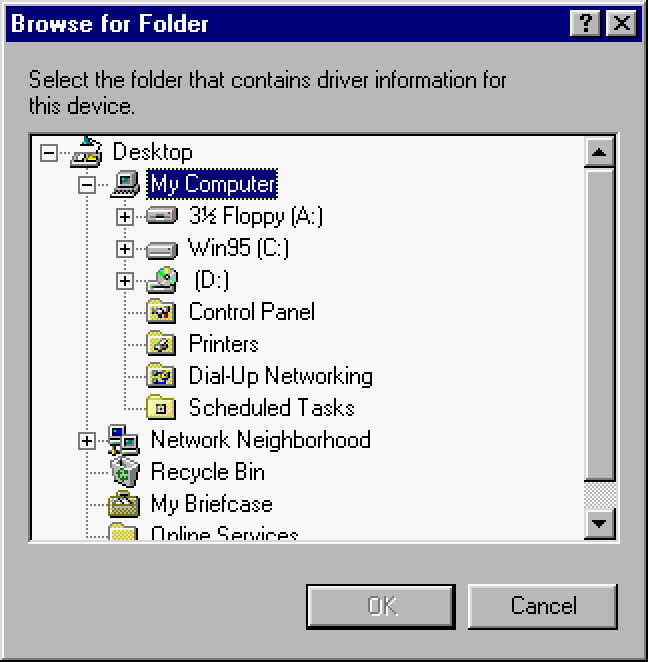 Browse for Folder
Select the folder that contains driver information for
this device.
Desktop
My Computer
3½ Floppy (A:)
Win95 (C:)
(D:)
Control Panel
Printers
Dial-Up Networking
Scheduled Tasks
Network Neighborhood
Recycle Bin
My Briefcase
Online Services
OK
Cancel